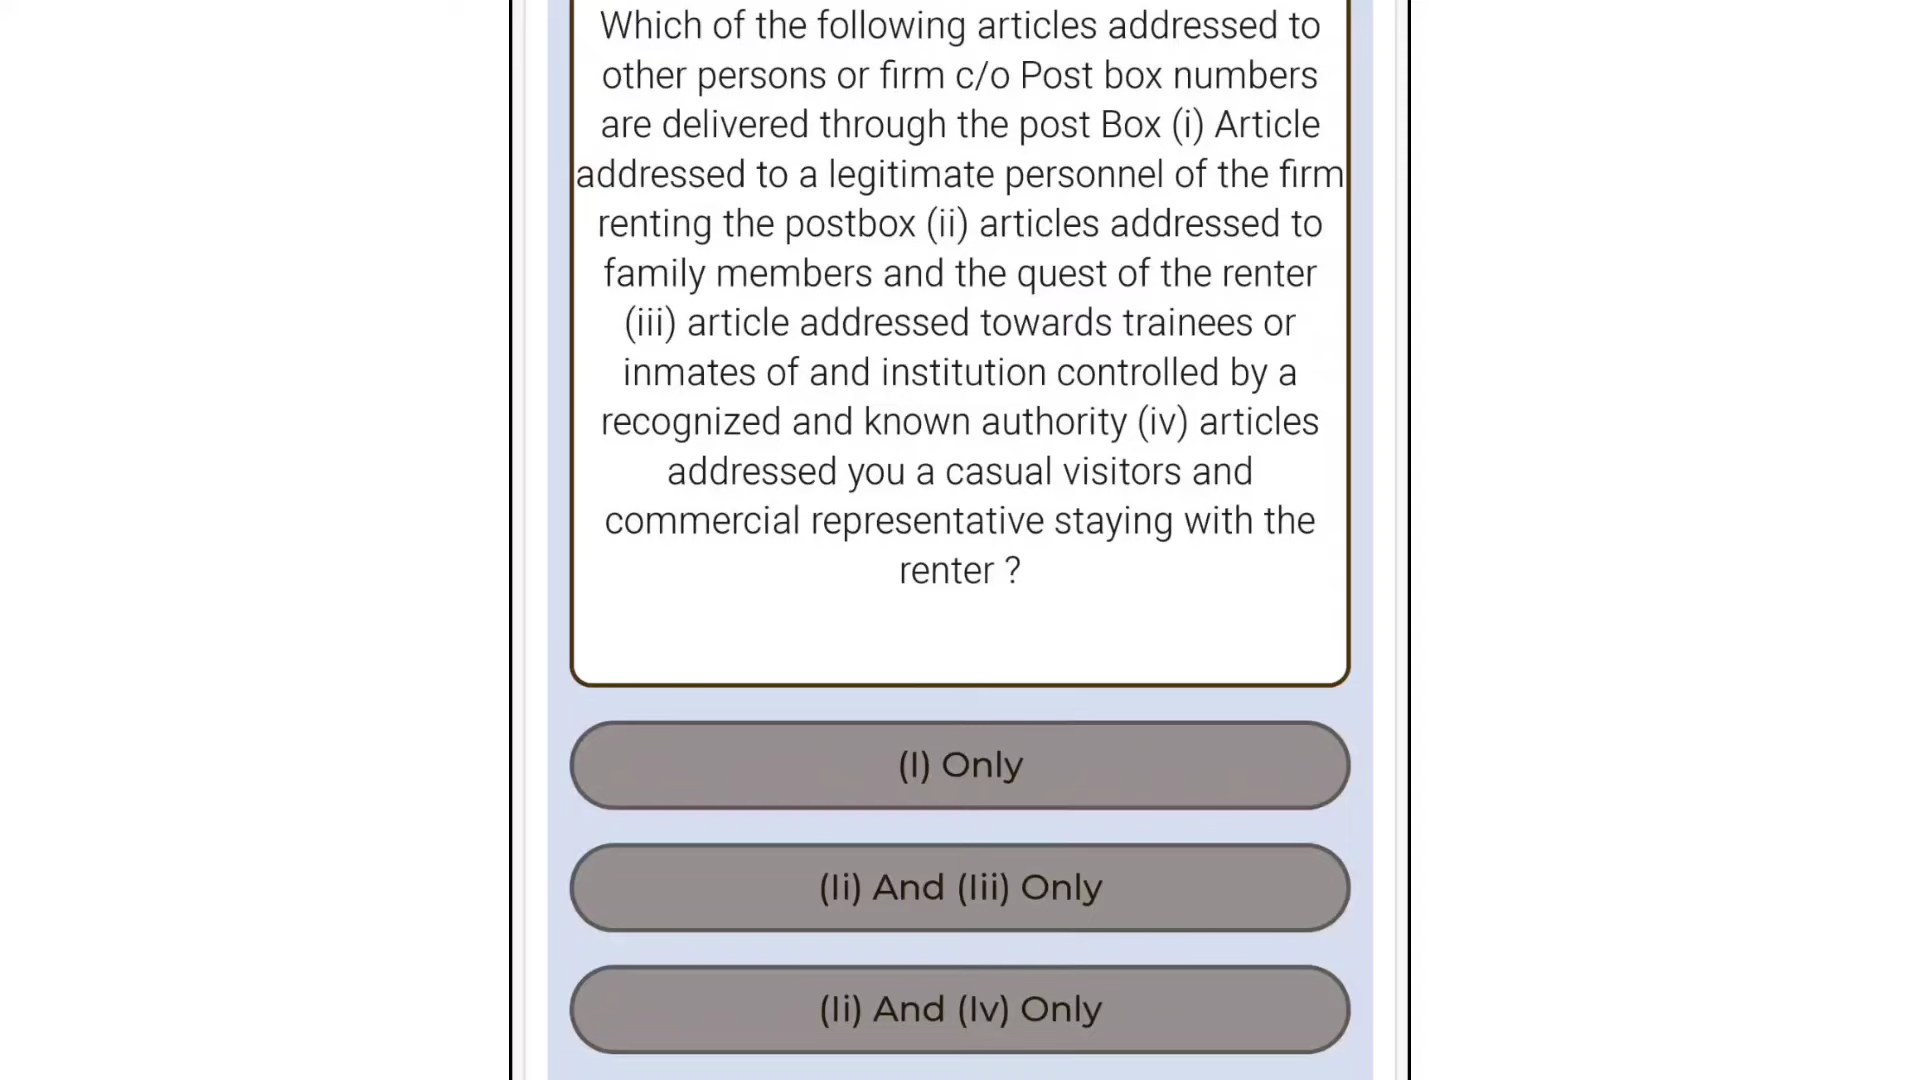 Which of the following articles addressed to
other persons or firm c/o Post box numbers
are delivered through the post Box (i) Article
addressed to a legitimate personnel of the firm
renting the postbox (ii) articles addressed to
family members and the quest of the renter
(iii) article addressed towards trainees or
inmates of and institution controlled by a
recognized and known authority (iv) articles
addressed you a casual visitors and
commercial representative staying with the
renter ?
(I) Only
(Ii) And (Iii) Only
(Ii) And (Iv) Only